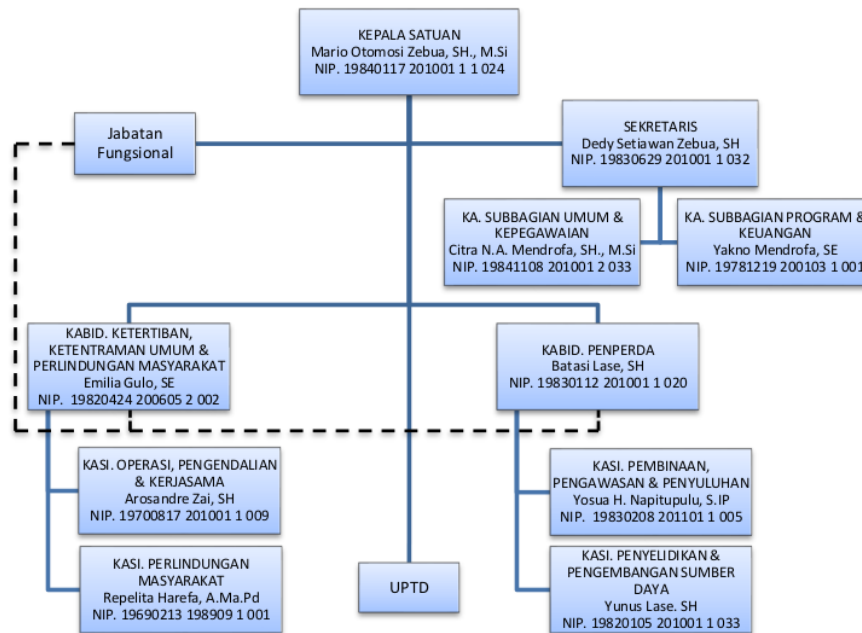 KEPALA SATUAN
Mario Otomosi Zebua, SH., M.Si
NIP. 19840117 201001 1 1 024
Jabatan
Fungsional
SEKRETARIS
Dedy Setiawan Zebua, SH
NIP. 19830629 201001 1 032
KA. SUBBAGIAN UMUM &
KEPEGAWAIAN
Citra N.A. Mendrofa, SH., M.Si
NIP. 19841108 201001 2 033
KA. SUBBAGIAN PROGRAM &
KEUANGAN
Yakno Mendrofa, SE
NIP. 19781219 200103 1 001
KABID. KETERTIBAN,
KETENTRAMAN UMUM &
PERLINDUNGAN MASYARAKAT
Emilia Gulo, SE
NIP. 19820424 200605 2 002
KABID. PENPERDA
Batasi Lase, SH
NIP. 19830112 201001 1 020
KASI. OPERASI, PENGENDALIAN
& KERJASAMA
Arosandre Zai, SH
NIP. 19700817 201001 1 009
KASI. PEMBINAAN,
PENGAWASAN & PENYULUHAN
Yosua H. Napitupulu, S.IP
NIP. 19830208 201101 1 005
KASI. PERLINDUNGAN
MASYARAKAT
Repelita Harefa, A.Ma.Pd
NIP. 19690213 198909 1 001
UPTD
KASI. PENYELIDIKAN &
PENGEMBANGAN SUMBER
DAYA
Yunus Lase. SH
NIP. 19820105 201001 1 033